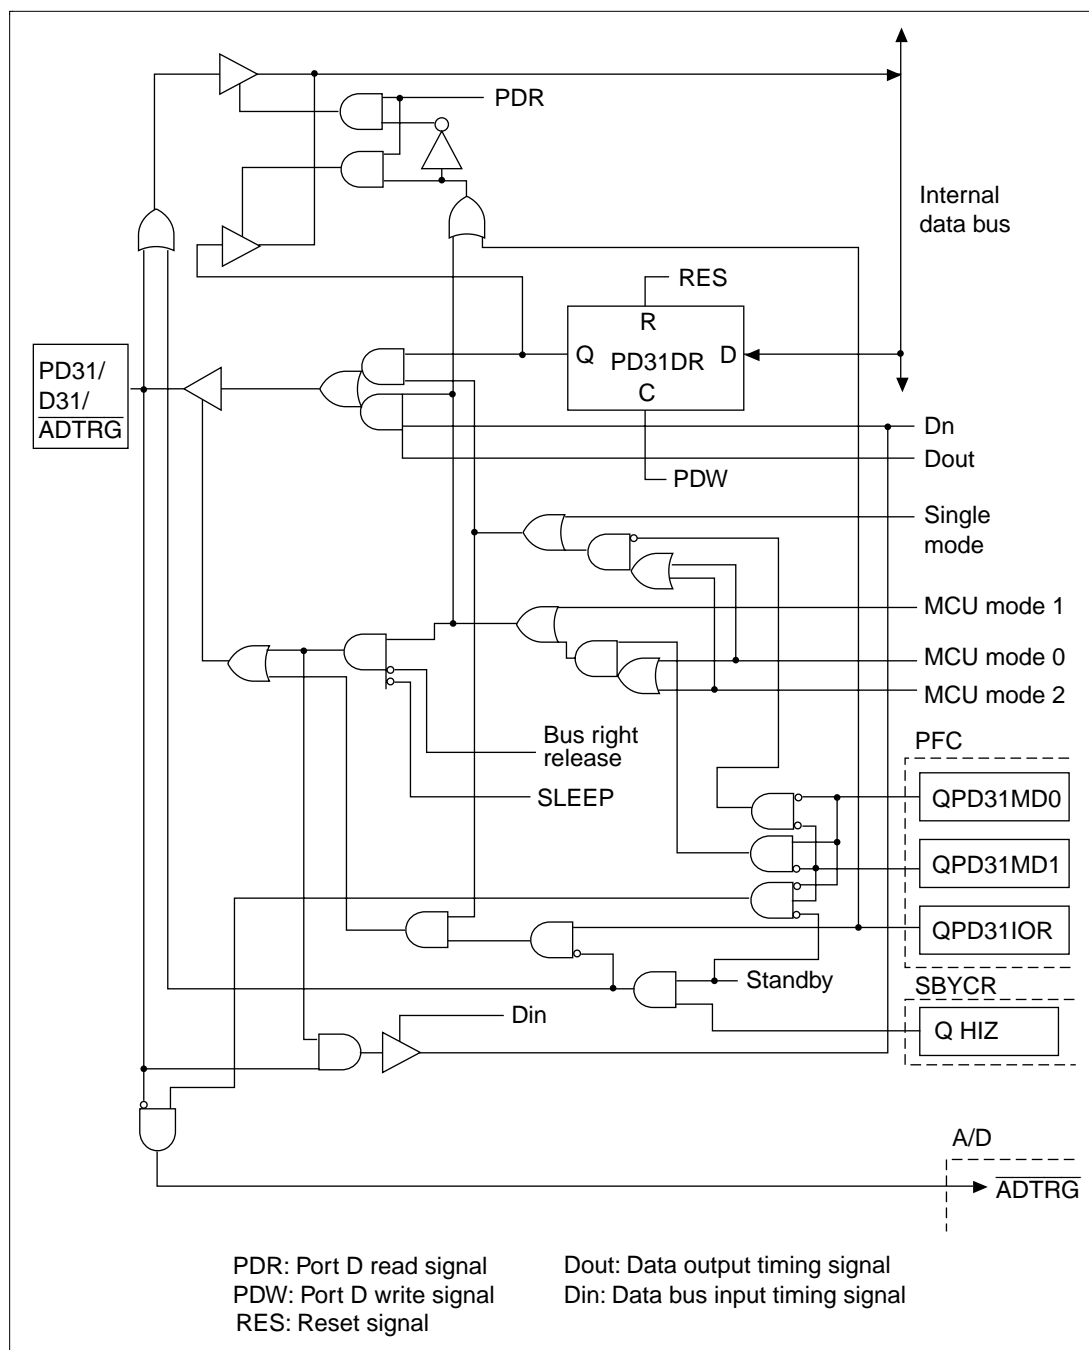 PDR
Internal
data bus
RES
R
Q
PD31DR
D
C
PD31/
D31/
ADTRG
Dn
Dout
PDW
Single
mode
MCU mode 1
MCU mode 0
MCU mode 2
Bus right
release
SLEEP
PFC
QPD31MD0
QPD31MD1
QPD31IOR
Standby
SBYCR
Q HIZ
Din
A/D
ADTRG
PDR: Port D read signal
PDW: Port D write signal
RES: Reset signal
Dout: Data output timing signal
Din: Data bus input timing signal